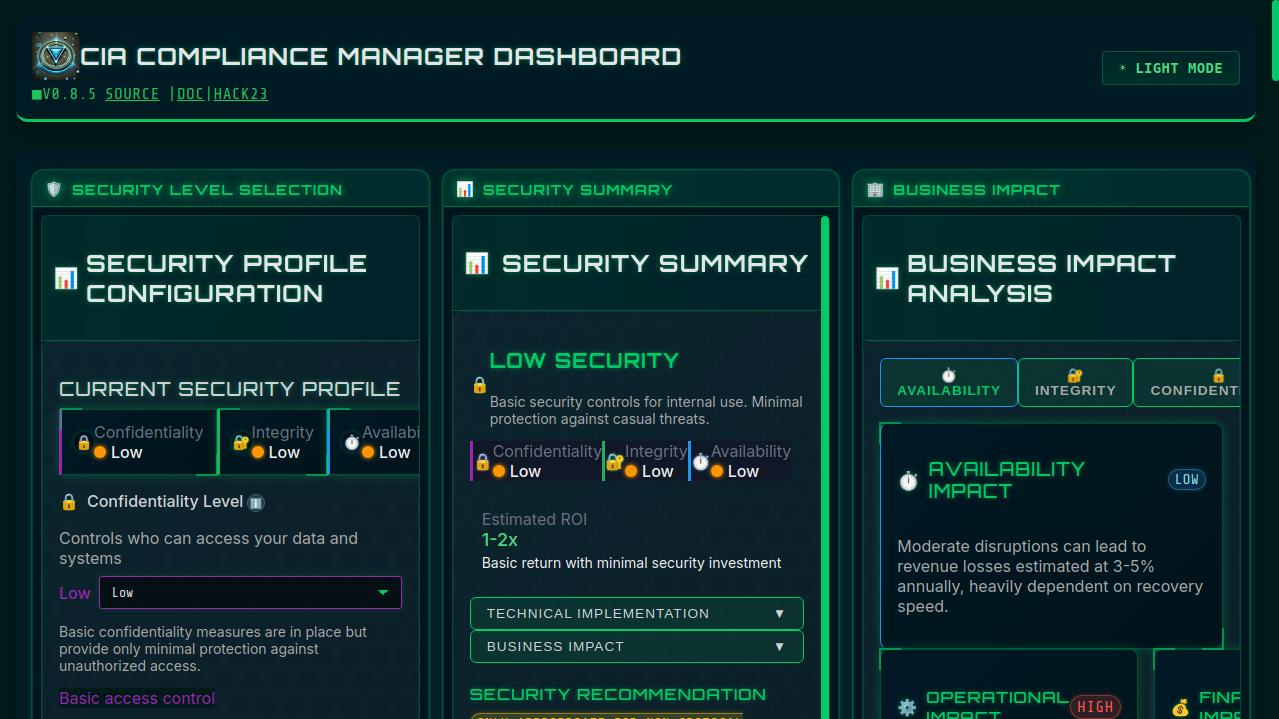 CIA COMPLIANCE MANAGER DASHBOARD
V0.8.5 SOURCE | DOC | HACK23
LIGHT MODE
SECURITY LEVEL SELECTION
SECURITY PROFILE
CONFIGURATION
CURRENT SECURITY PROFILE
Confidentiality
Low
Integrity
Low
Availabi
Low
Confidentiality Level
Controls who can access your data and
systems
Low
Low
Basic confidentiality measures are in place but
provide only minimal protection against
unauthorized access.
Basic access control
SECURITY SUMMARY
SECURITY SUMMARY
LOW SECURITY
Basic security controls for internal use. Minimal
protection against casual threats.
Confidentiality
Low
Integrity
Low
Availability
Low
Estimated ROI
1-2x
Basic return with minimal security investment
TECHNICAL IMPLEMENTATION ▼
BUSINESS IMPACT ▼
SECURITY RECOMMENDATION
BUSINESS IMPACT
BUSINESS IMPACT
ANALYSIS
AVAILABILITY
INTEGRITY
CONFIDENT
AVAILABILITY
IMPACT
LOW
Moderate disruptions can lead to
revenue losses estimated at 3-5%
annually, heavily dependent on recovery
speed.
OPERATIONAL
IMPACT
HIGH
FINA
IMPA